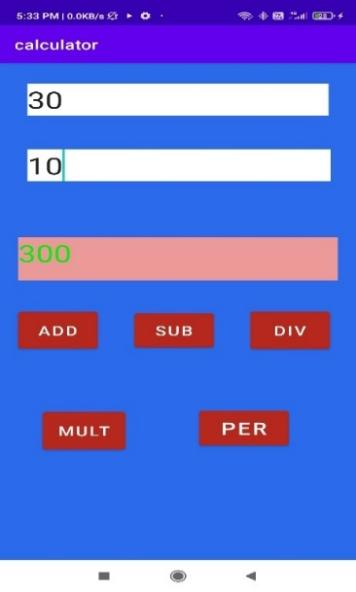 5:33 PM | 0.0KB/s
calculator
30
10
300
ADD SUB DIV
MULT PER